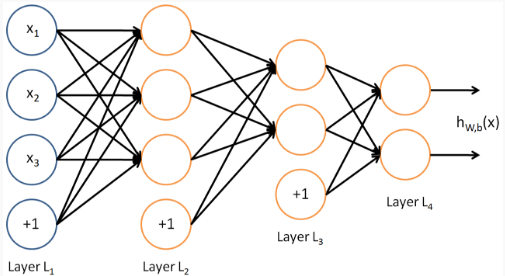 x1
x2
x3
+1
Layer L1
+1
Layer L2
+1
Layer L3
Layer L4
hW,b(x)